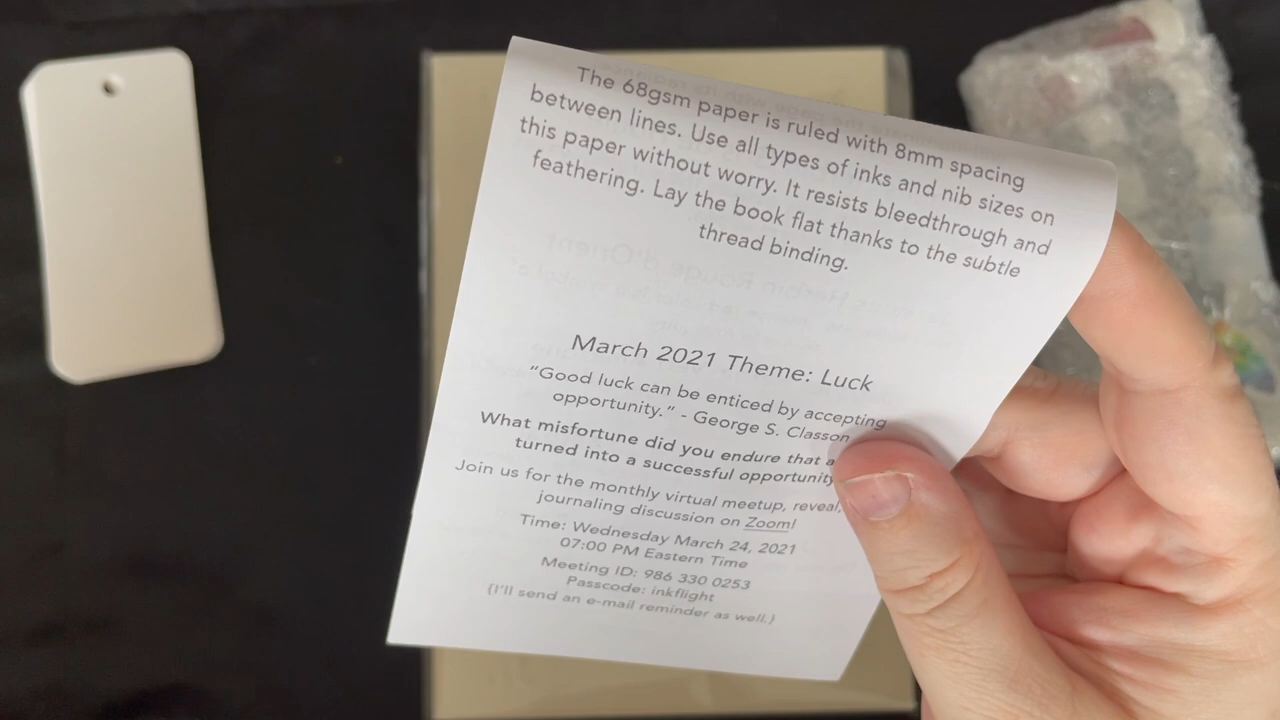 The 68gsm paper is ruled with 8mm spacing
between lines. Use all types of inks and nib sizes on
this paper without worry. It resists bleedthrough and
feathering. Lay the book flat thanks to the subtle
thread binding.
March 2021 Theme: Luck
“Good luck can be enticed by accepting
opportunity.” - George S. Classon
What misfortune did you endure that
turned into a successful opportunity
Join us for the monthly virtual meetup, reveal,
journaling discussion on Zoom!
Time: Wednesday March 24, 2021
07:00 PM Eastern Time
Meeting ID: 986 330 0253
Passcode: inkflight
{I'll send an e-mail reminder as well.}